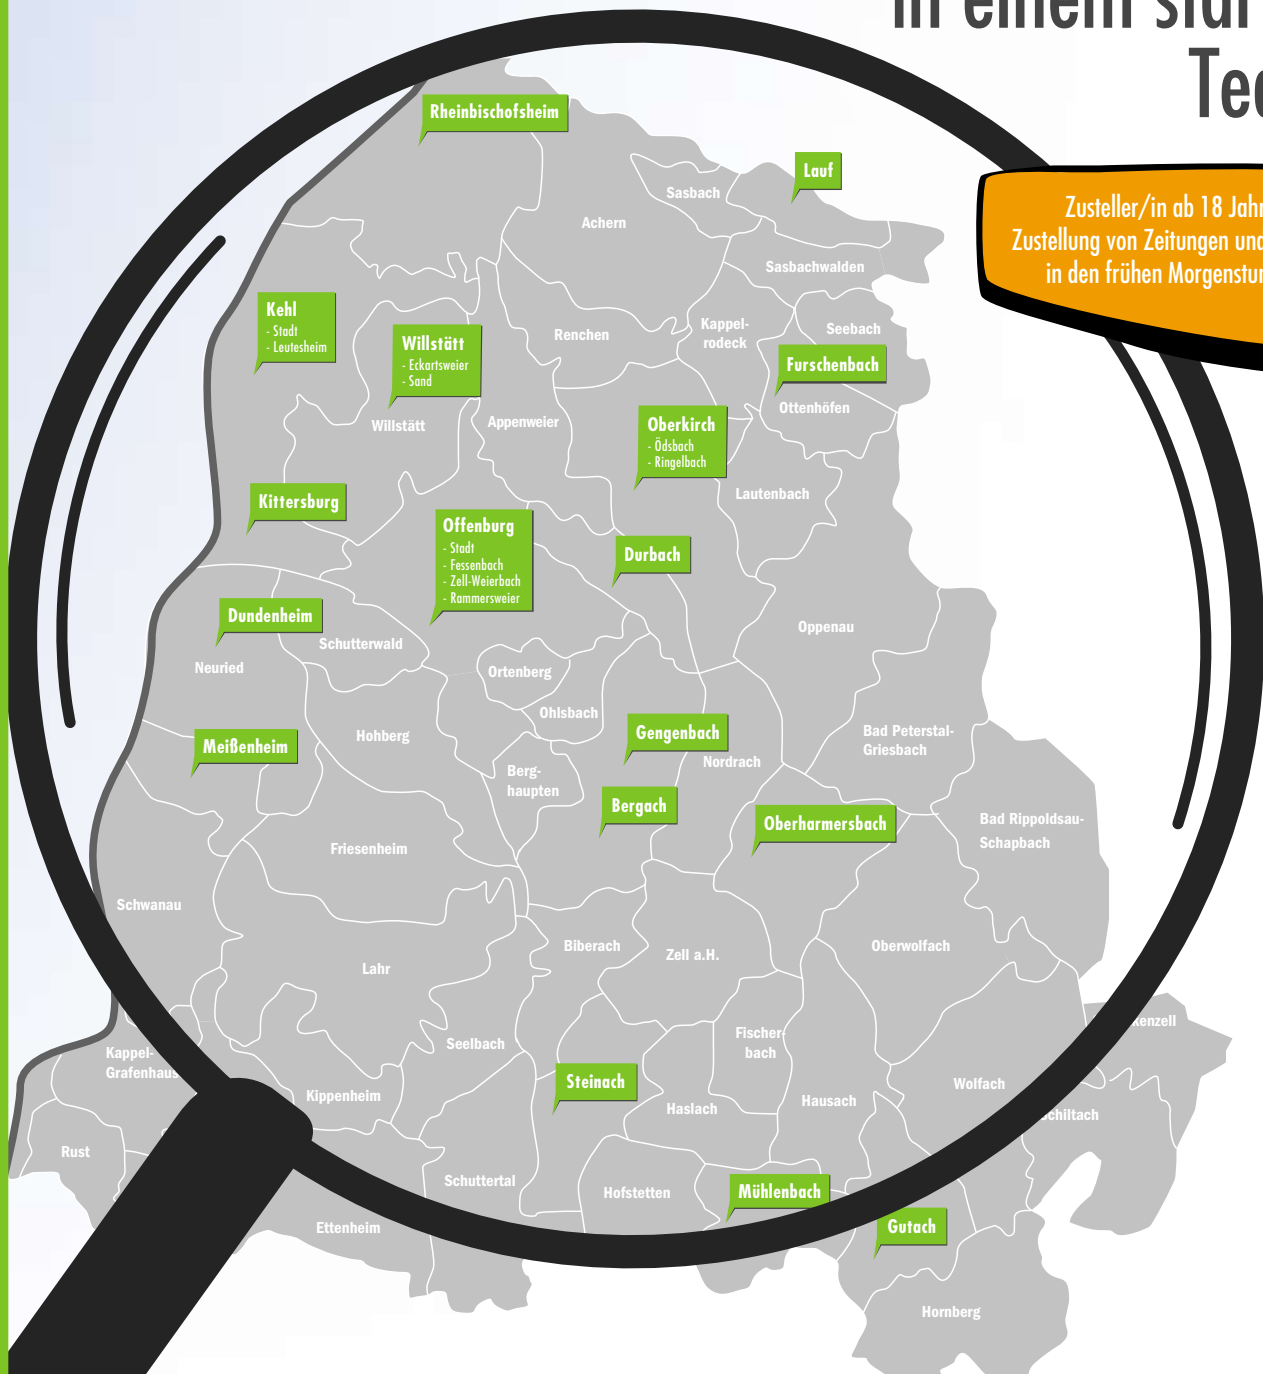 in einem
Rheinbischofsheim
Lauf
Sasbach
Achern
Zusteller/in ab 18
Zustellung von Zeitungen
in den frühen
Sasbachwalden
Kehl
- Stadt
- Leutesheim
Willstätt
- Eckartsweier
- Sand
Renchen
Kappel-
rodeck
Seebach
Furschenbach
Ottenhöfen
Willstätt
Appenweier
Oberkirch
- Ödsbach
- Ringelbach
Lautenbach
Kittersburg
Offenburg
- Stadt
- Fessenbach
- Zell-Weierbach
- Rammersweier
Durbach
Dundenheim
Schutterwald
Neuried
Oppenau
Ortenberg
Ohlsbach
Hohberg
Meißenheim
Gengenbach
Nordrach
Bad Peterstal-
Griesbach
Berg-
haupten
Bergach
Oberharmersbach
Bad Rippoldsau-
Schapbach
Friesenheim
Schwanau
Biberach
Zell a.H.
Oberwolfach
Lahr
Seelbach
Fischer-
bach
Kappel-
Grafenhaus
Steinach
Kippenheim
Haslach
Hausach
Wolfach
kenzell
chiltach
Rust
Schuttertal
Hofstetten
Mühlenbach
Ettenheim
Gutach
Hornberg